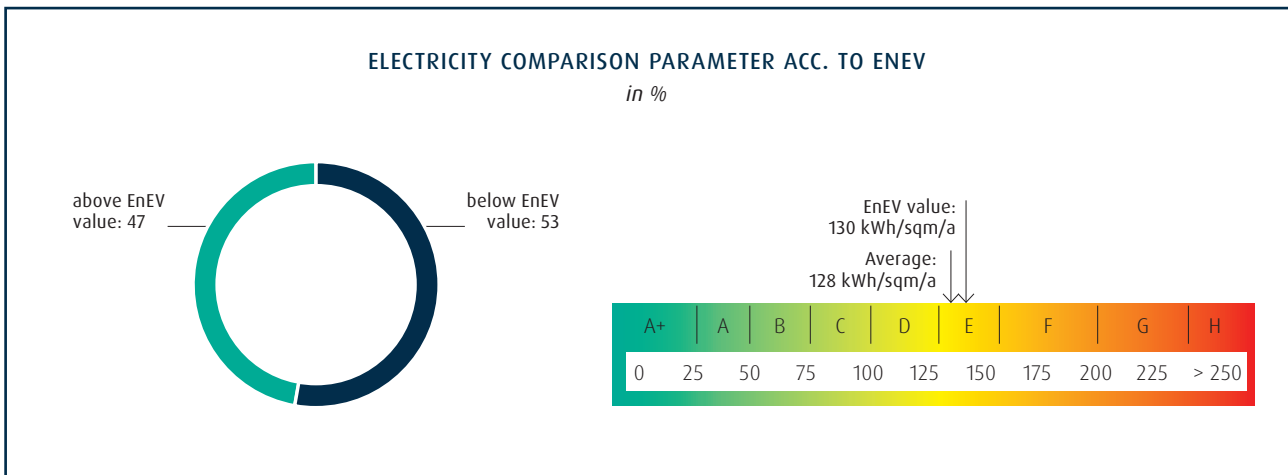 ELECTRICITY COMPARISON PARAMETER ACC. TO ENEV
in %
above EnEV
value: 47
below EnEV
value: 53
EnEV value:
130 kWh/sqm/a
Average:
128 kWh/sqm/a
A+ A B C D E F G H
0 25 50 75 100 125 150 175 200 225 > 250